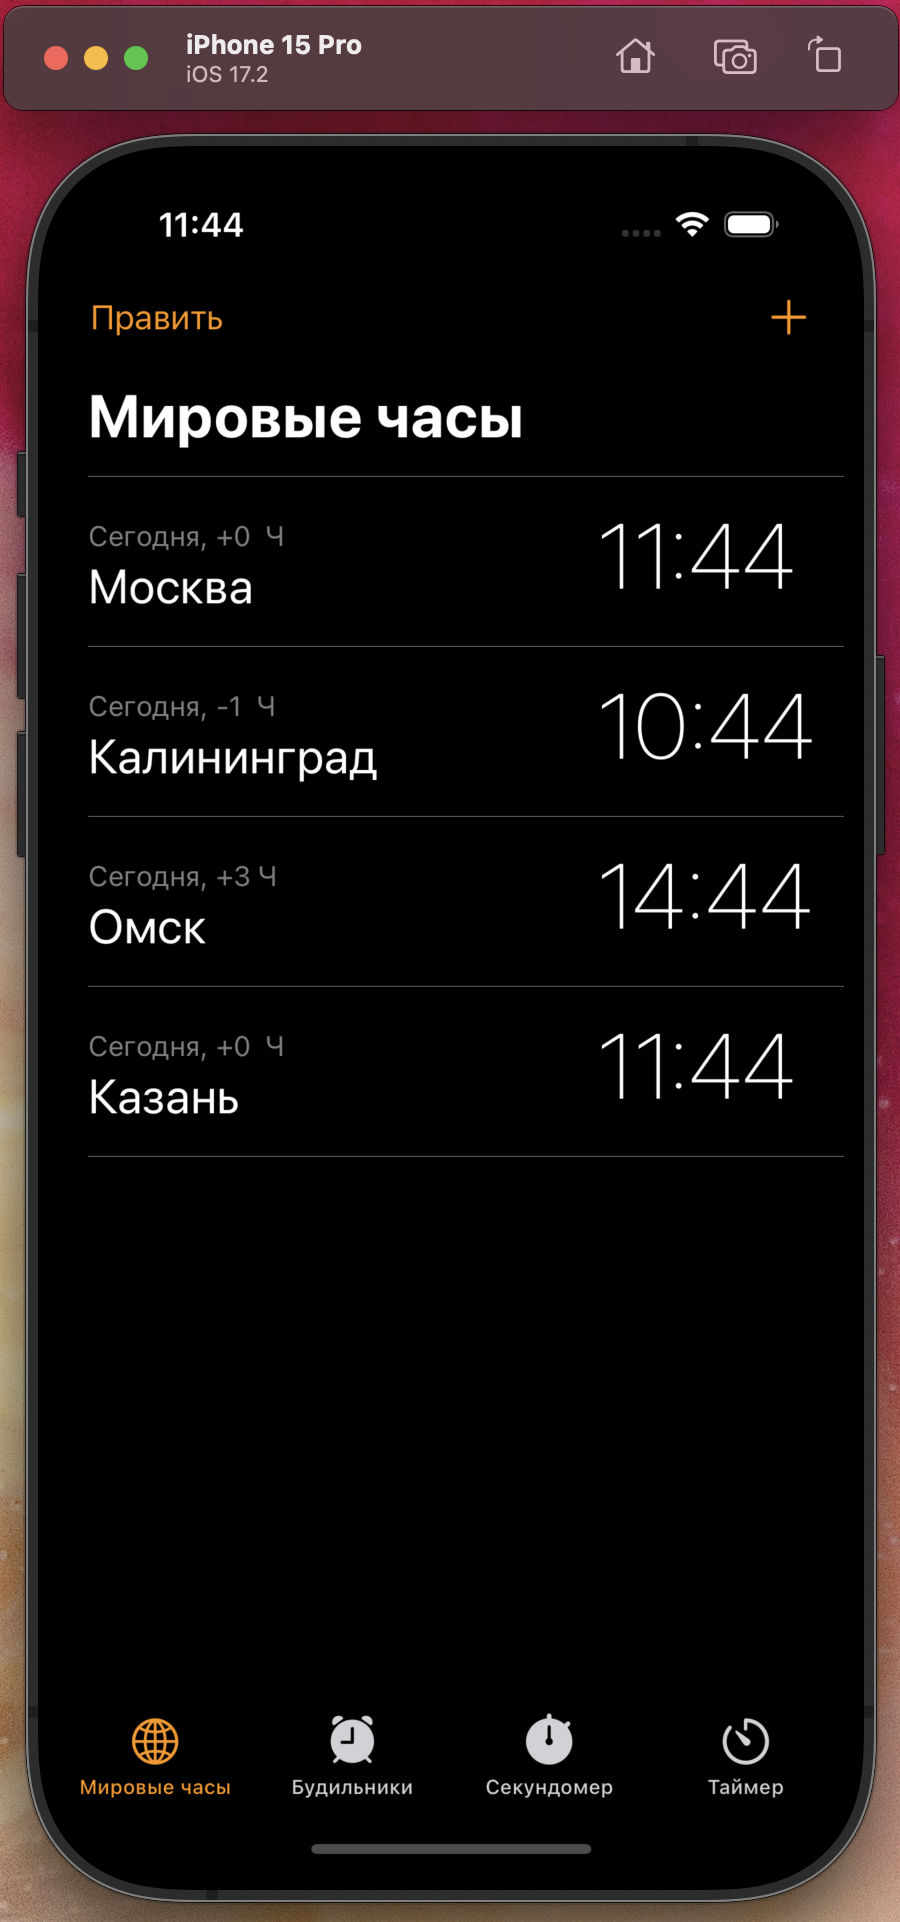 iPhone 15 Pro
iOS 17.2
11:44
Править
Мировые часы
Сегодня, +0 Ч
Москва
11:44
Сегодня, -1 Ч
Калининград
10:44
Сегодня, +3 Ч
Омск
14:44
Сегодня, +0 Ч
Казань
11:44
Мировые часы Будильники Секундомер Таймер